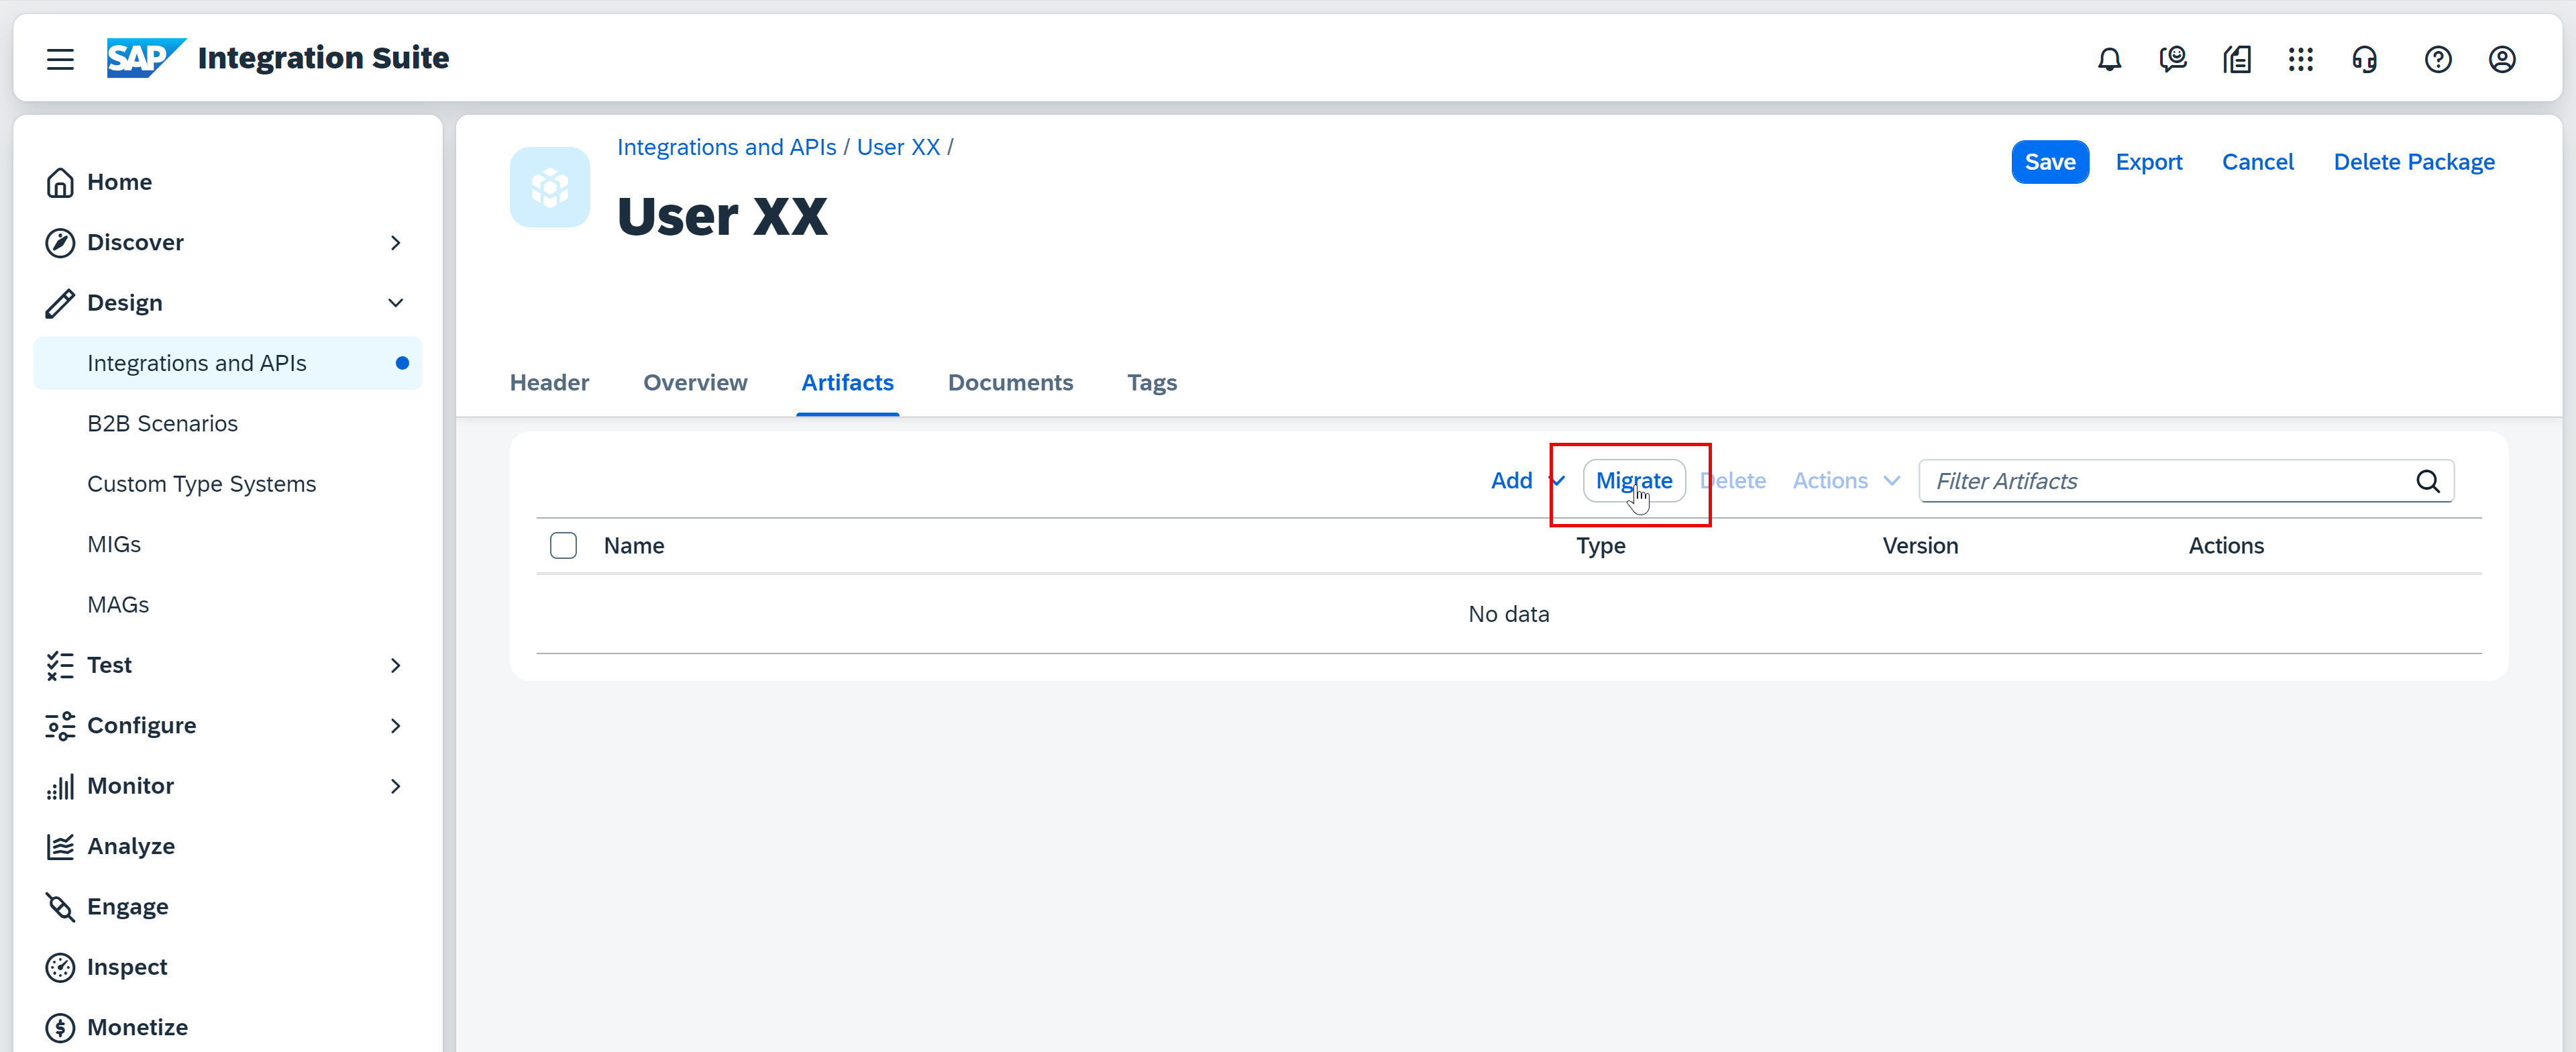 SAP Integration Suite
Home
Discover
Design
Integrations and APIs
B2B Scenarios
Custom Type Systems
MIGs
MAGs
Test
Configure
Monitor
Analyze
Engage
Inspect
Monetize
Integrations and APIs / User XX /
User XX
Save Export Cancel Delete Package
Header Overview Artifacts Documents Tags
Add Migrate Delete Actions Filter Artifacts
Name Type Version Actions
No data